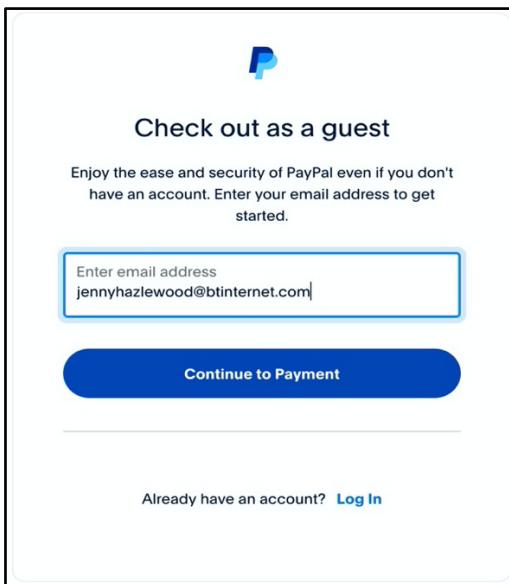 Check out as a guest
Enjoy the ease and security of PayPal even if you don't
have an account. Enter your email address to get
started.
Enter email address
jennyhazlewood@btinternet.com
Continue to Payment
Already have an account? Log In